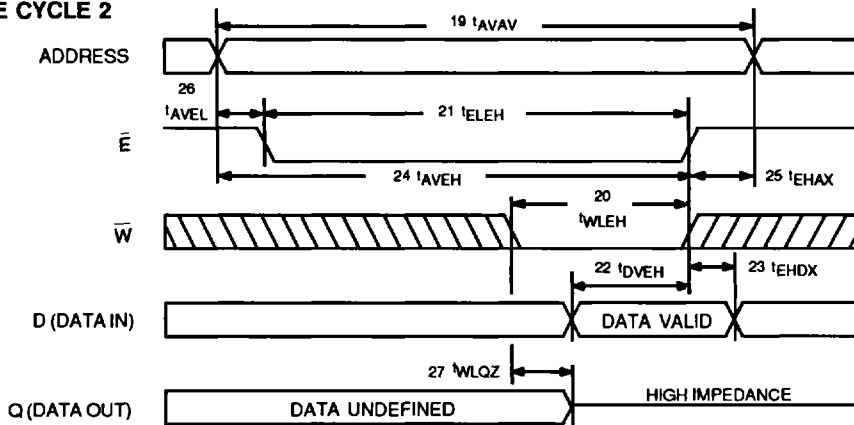 E CYCLE 2
19 tAVAV
ADDRESS
26
tAVEL
21 tELEH
E̅
24 tAVEH
25 tEHAX
20
tWLEH
W̅
22 tDVEH
23 tEHDX
D (DATA IN)
DATA VALID
27 tWLQZ
HIGH IMPEDANCE
Q (DATA OUT)
DATA UNDEFINED